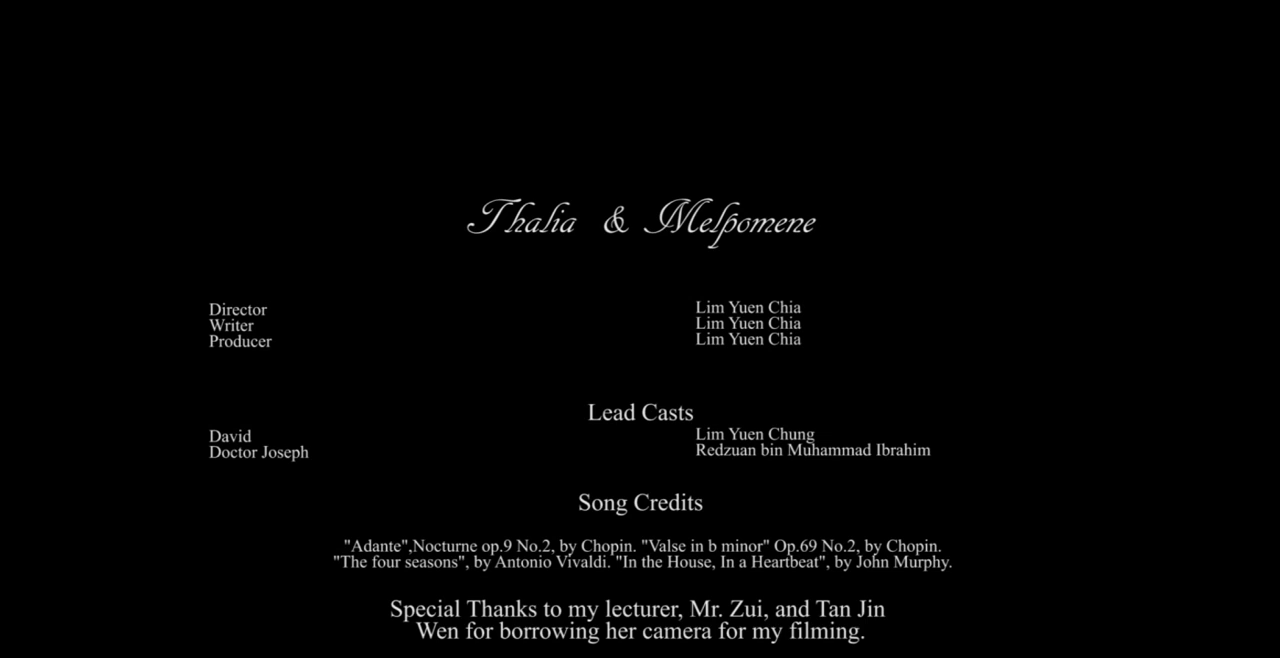 Thalia & Melpomene
Director Lim Yuen Chia
Writer Lim Yuen Chia
Producer Lim Yuen Chia
Lead Casts
David Lim Yuen Chung
Doctor Joseph Redzuan bin Muhammad Ibrahim
Song Credits
"Adante",Nocturne op.9 No.2, by Chopin. "Valse in b minor" Op.69 No.2, by Chopin.
"The four seasons", by Antonio Vivaldi. "In the House, In a Heartbeat", by John Murphy.
Special Thanks to my lecturer, Mr. Zui, and Tan Jin
Wen for borrowing her camera for my filming.